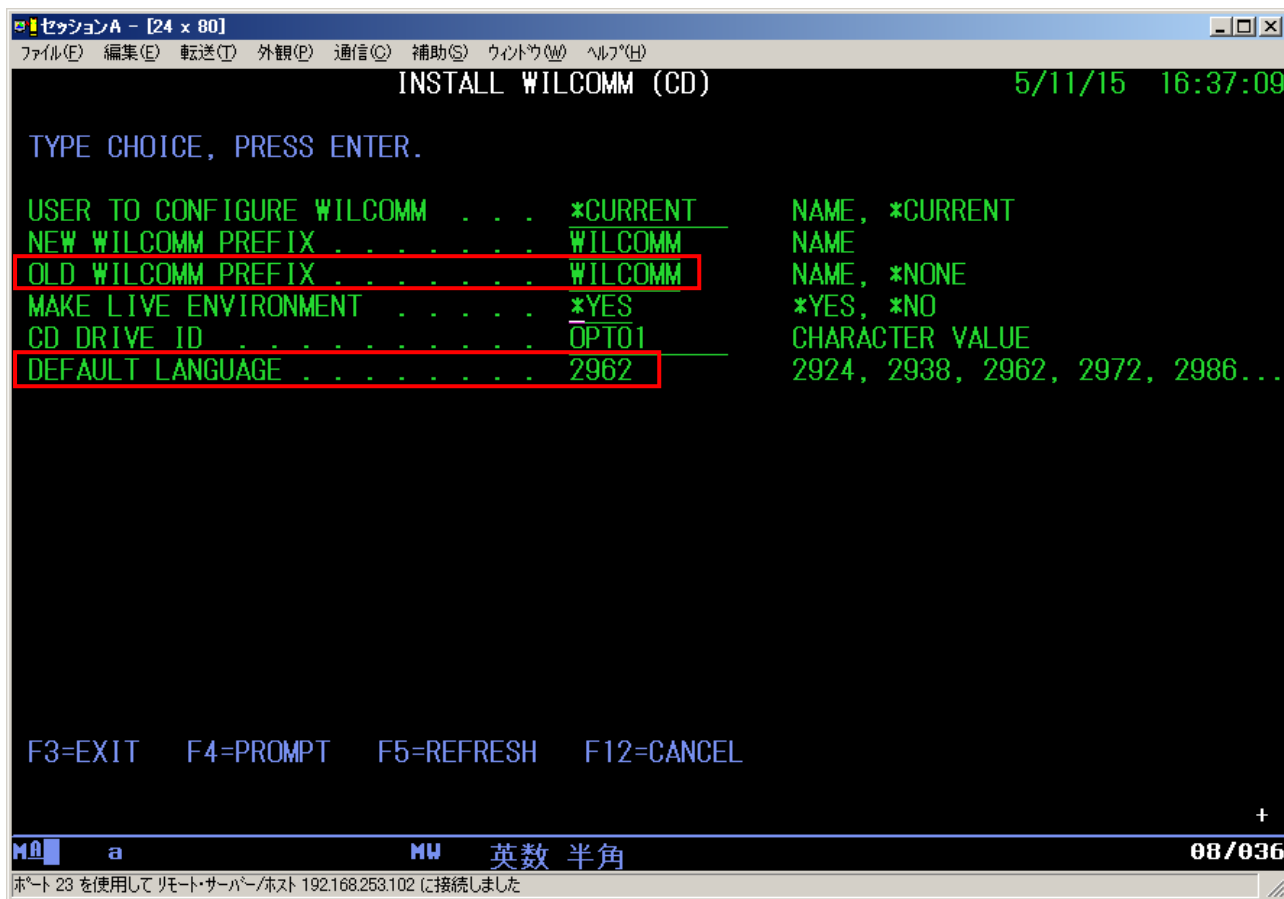 セッションA - [24 x 80]
ファイル(F) 編集(E) 転送(T) 外観(P) 通信(C) 補助(S) ウィンドウ(W) ヘルプ(H)
INSTALL WILCOMM (CD) 5/11/15 16:37:09
TYPE CHOICE, PRESS ENTER.
USER TO CONFIGURE WILCOMM . . . *CURRENT NAME, *CURRENT
NEW WILCOMM PREFIX . . . . . . . WILCOMM NAME
OLD WILCOMM PREFIX . . . . . . . WILCOMM NAME, *NONE
MAKE LIVE ENVIRONMENT . . . . . *YES *YES, *NO
CD DRIVE ID . . . . . . . . . . OPT01 CHARACTER VALUE
DEFAULT LANGUAGE . . . . . . . . 2962 2924, 2938, 2962, 2972, 2986...
F3=EXIT F4=PROMPT F5=REFRESH F12=CANCEL
+
MA a MW 英数 半角 08/036
ポート 23 を使用して リモート・サーバー/ホスト 192.168.253.102 に接続しました